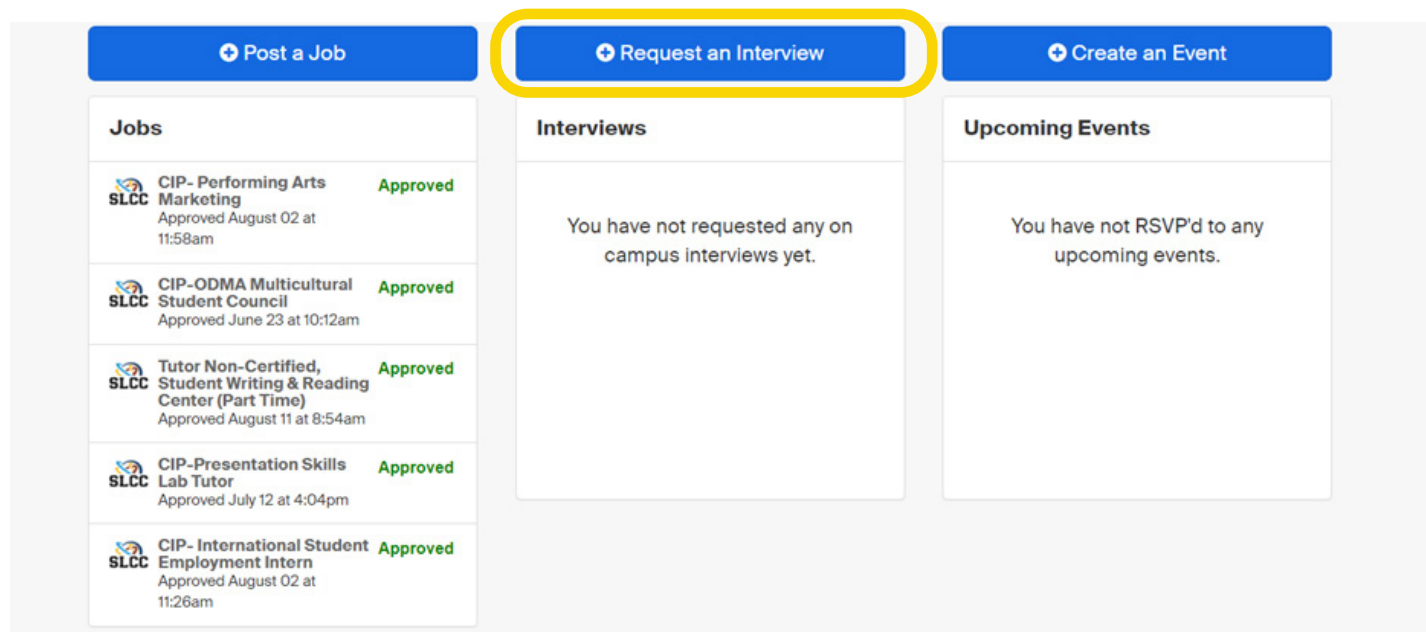 Post a Job
Request an Interview
Create an Event
Jobs
SLCC
CIP- Performing Arts
Marketing
Approved
Approved August 02 at
11:58am
SLCC
CIP-ODMA Multicultural
Student Council
Approved
Approved June 23 at 10:12am
SLCC
Tutor Non-Certified,
Student Writing & Reading
Center (Part Time)
Approved
Approved August 11 at 8:54am
SLCC
CIP-Presentation Skills
Lab Tutor
Approved
Approved July 12 at 4:04pm
SLCC
CIP- International Student
Employment Intern
Approved
Approved August 02 at
11:26am
Interviews
You have not requested any on
campus interviews yet.
Upcoming Events
You have not RSVP'd to any
upcoming events.